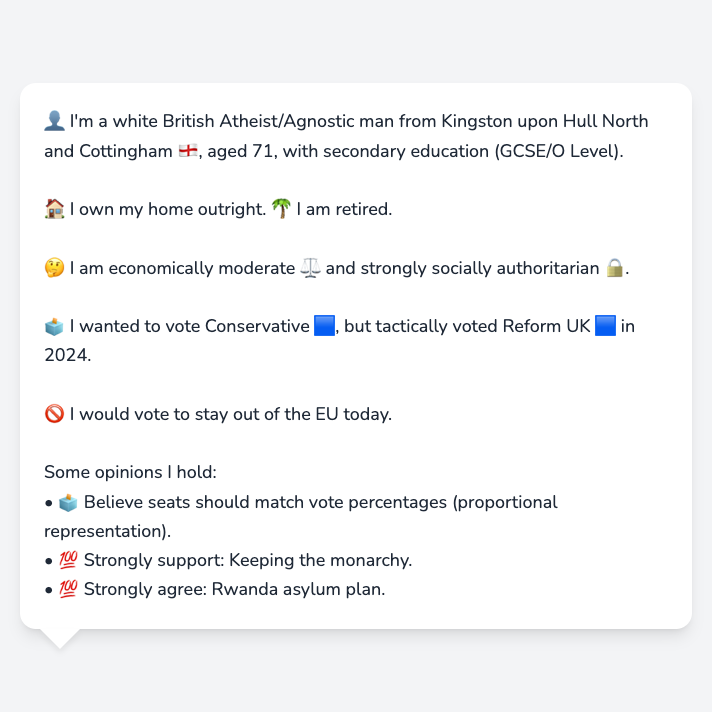 👤 I'm a white British Atheist/Agnostic man from Kingston upon Hull North
and Cottingham 🏴󠁧󠁢󠁥󠁮󠁧󠁿, aged 71, with secondary education (GCSE/O Level).
🏠 I own my home outright. 🌴 I am retired.
🤔 I am economically moderate ⚖️ and strongly socially authoritarian 🔒.
🗳️ I wanted to vote Conservative 🟦, but tactically voted Reform UK 🟦 in
2024.
🚫 I would vote to stay out of the EU today.
Some opinions I hold:
• 🗳️ Believe seats should match vote percentages (proportional
representation).
• 💯 Strongly support: Keeping the monarchy.
• 💯 Strongly agree: Rwanda asylum plan.